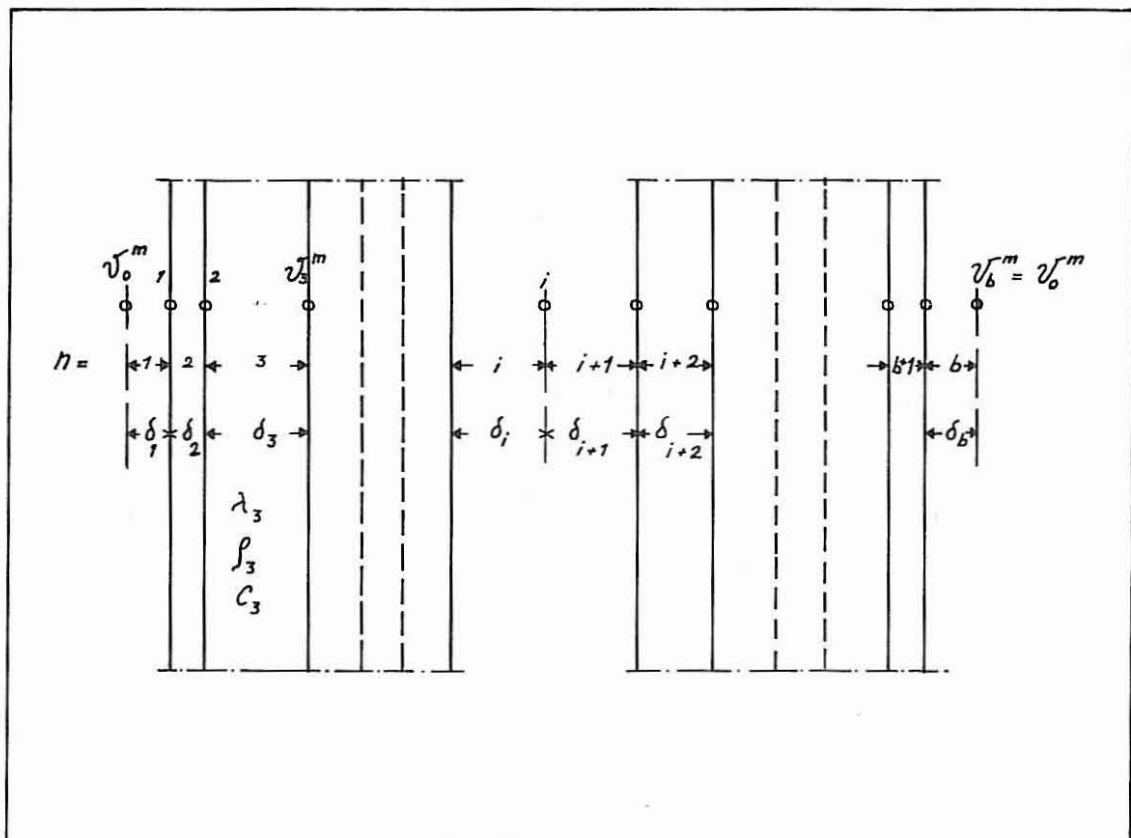 ϑ₀ᵐ 1 2 ϑ₃ᵐ i ϑ_bᵐ = ϑ₀ᵐ
n = 1 2 3 i i+1 i+2 b+1 b
δ₁ δ₂ δ₃ δᵢ δᵢ₊₁ δᵢ₊₂ δ_b
λ₃
ρ₃
C₃